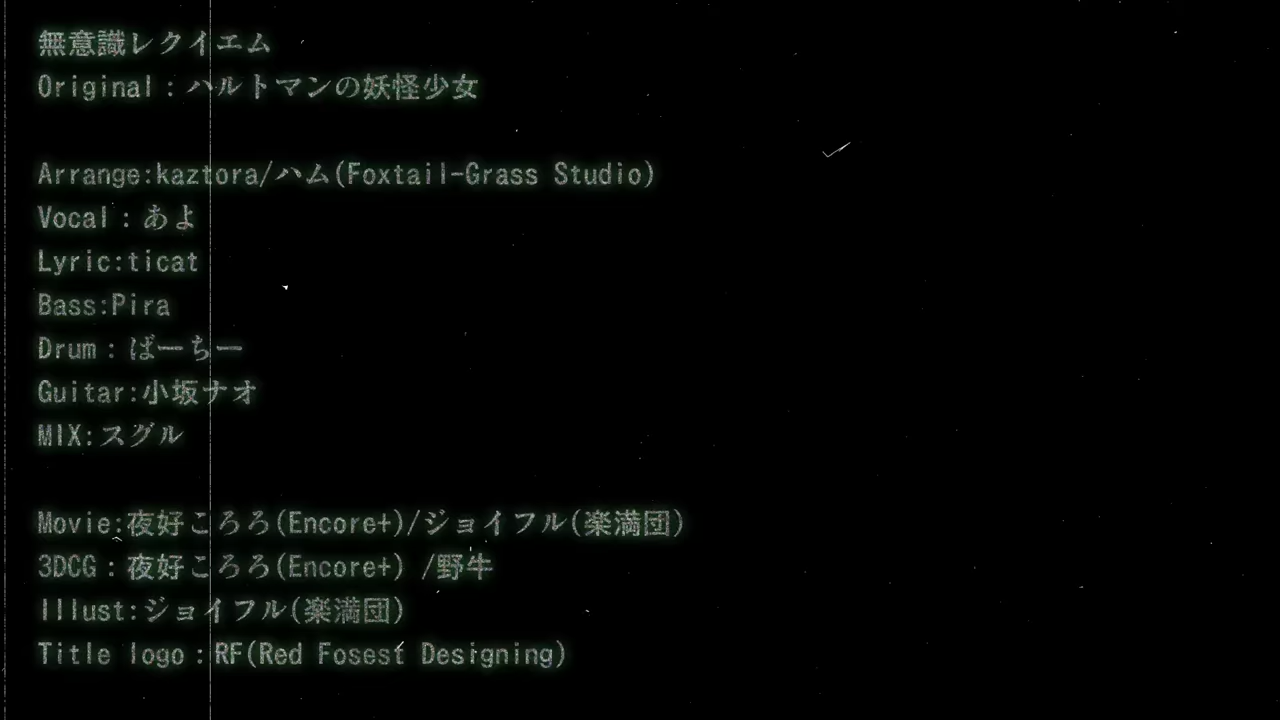 無意識レクイエム
Original：ハルトマンの妖怪少女
Arrange:kaztora/ハム(Foxtail-Grass Studio)
Vocal：あよ
Lyric:ticat
Bass:Pira
Drum：ばーちー
Guitar:小坂ナオ
MIX:スグル
Movie:夜好ころろ(Encore+)/ジョイフル(楽満団)
3DCG：夜好ころろ(Encore+) /野牛
Illust:ジョイフル(楽満団)
Title logo：RF(Red Fosest Designing)